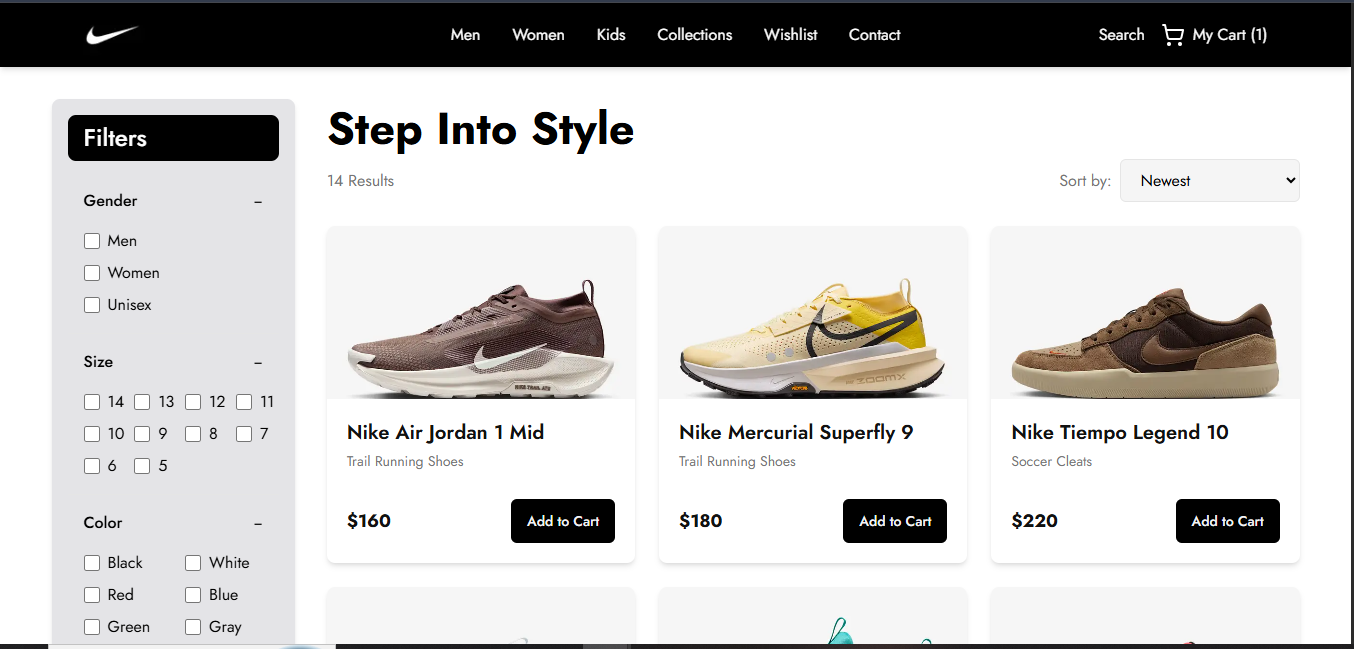 Men Women Kids Collections Wishlist Contact Search My Cart (1)
Filters
Gender –
Men
Women
Unisex
Size –
14 13 12 11
10 9 8 7
6 5
Color –
Black White
Red Blue
Green Gray
Step Into Style
14 Results
Sort by: Newest
Nike Air Jordan 1 Mid
Trail Running Shoes
$160 Add to Cart
Nike Mercurial Superfly 9
Trail Running Shoes
$180 Add to Cart
Nike Tiempo Legend 10
Soccer Cleats
$220 Add to Cart
ZOOMX